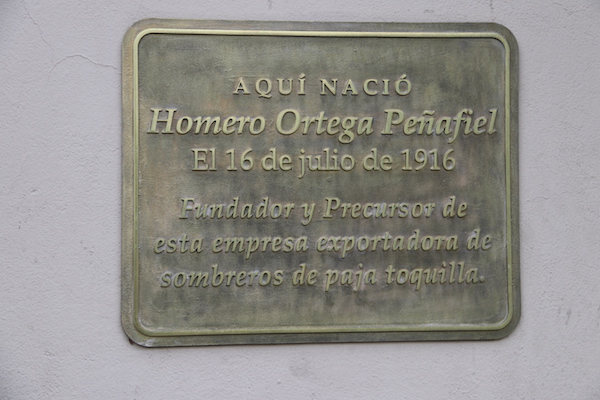 AQUÍ NACIÓ
Homero Ortega Peñafiel
El 16 de julio de 1916
Fundador y Precursor de
esta empresa exportadora de
sombreros de paja toquilla.